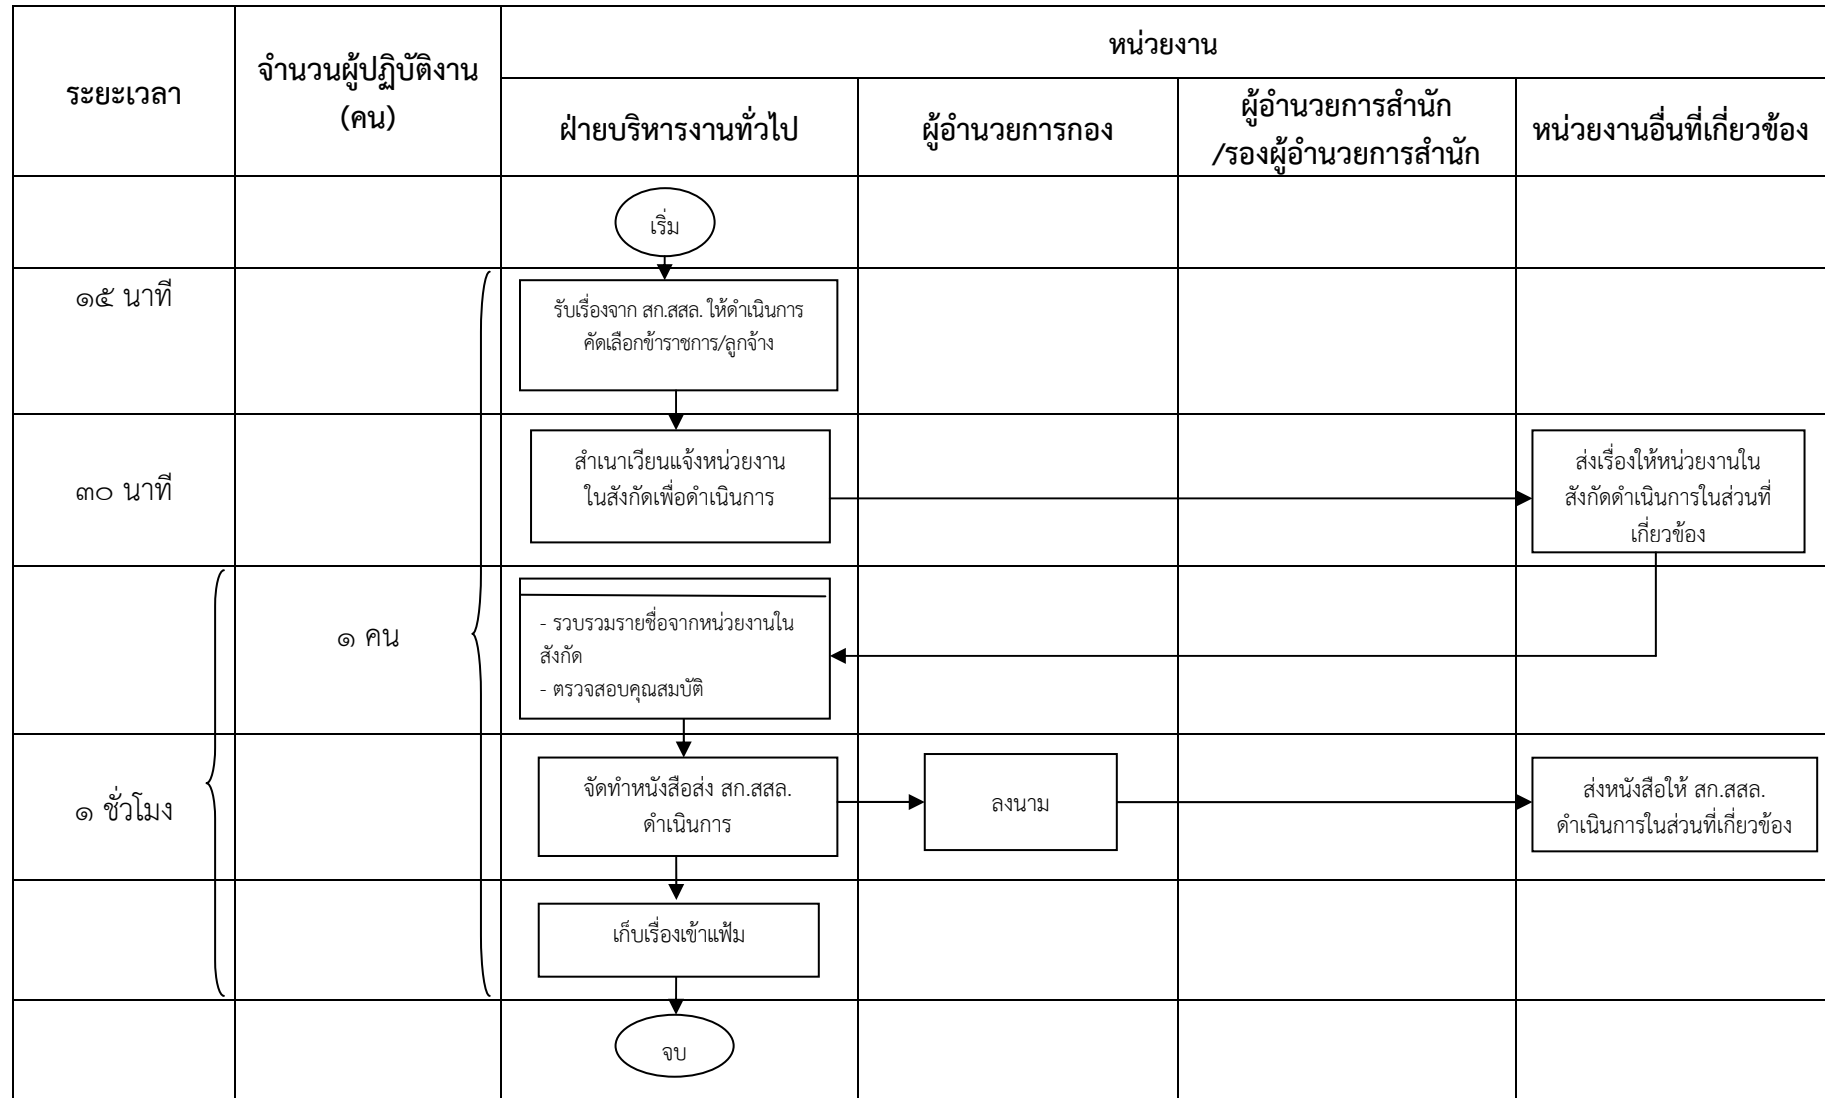 ระยะเวลา
จำนวนผู้ปฏิบัติงาน
(คน)
หน่วยงาน
ฝ่ายบริหารงานทั่วไป
ผู้อำนวยการกอง
ผู้อำนวยการสำนัก
/รองผู้อำนวยการสำนัก
หน่วยงานอื่นที่เกี่ยวข้อง
เริ่ม
๑๕ นาที
รับเรื่องจาก สก.สสล. ให้ดำเนินการ
คัดเลือกข้าราชการ/ลูกจ้าง
๓๐ นาที
สำเนาเวียนแจ้งหน่วยงาน
ในสังกัดเพื่อดำเนินการ
ส่งเรื่องให้หน่วยงานใน
สังกัดดำเนินการในส่วนที่
เกี่ยวข้อง
๑ คน
- รวบรวมรายชื่อจากหน่วยงานใน
สังกัด
- ตรวจสอบคุณสมบัติ
๑ ชั่วโมง
จัดทำหนังสือส่ง สก.สสล.
ดำเนินการ
ลงนาม
ส่งหนังสือให้ สก.สสล.
ดำเนินการในส่วนที่เกี่ยวข้อง
เก็บเรื่องเข้าแฟ้ม
จบ